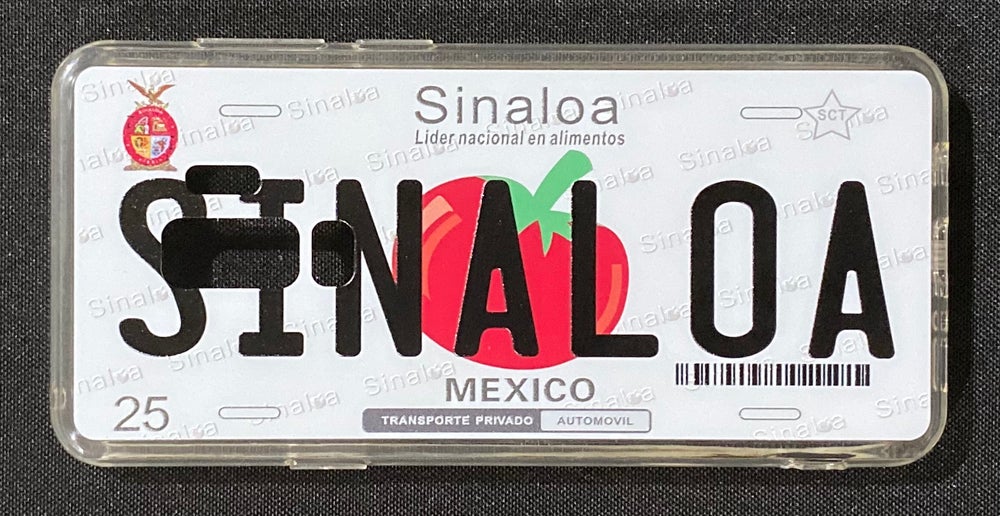 Sinaloa
Lider nacional en alimentos
SCT
SINALOA
MEXICO
25
TRANSPORTE PRIVADO AUTOMOVIL